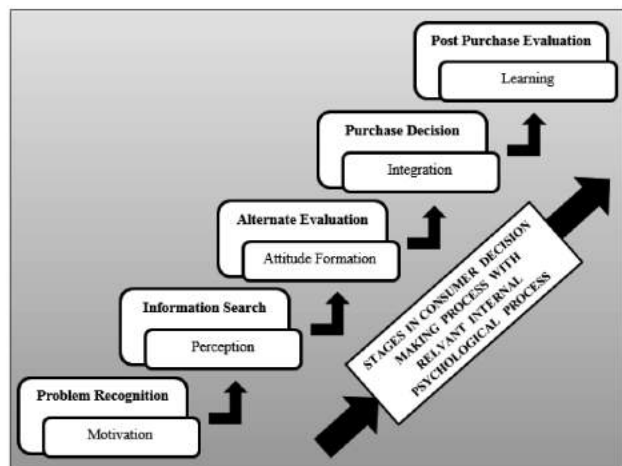 Post Purchase Evaluation
Learning
Purchase Decision
Integration
Alternate Evaluation
Attitude Formation
Information Search
Perception
Problem Recognition
Motivation
STAGES IN CONSUMER DECISION
MAKING PROCESS WITH
RELVANT INTERNAL
PSYCHOLOGICAL PROCESS